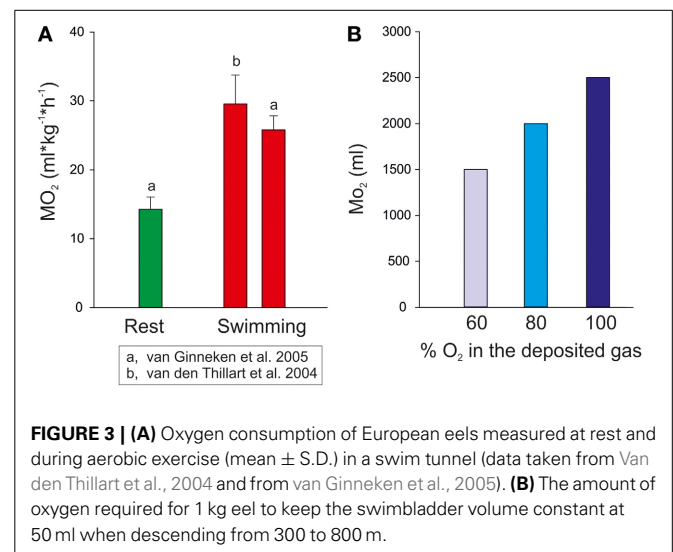 A
B
40
30
20
10
0
MO₂ (ml*kg⁻¹*h⁻¹)
a
b
a
Rest
Swimming
a, van Ginneken et al. 2005
b, van den Thillart et al. 2004
3000
2500
2000
1500
1000
500
0
Mo₂ (ml)
60 80 100
% O₂ in the deposited gas
FIGURE 3 | (A) Oxygen consumption of European eels measured at rest and
during aerobic exercise (mean ± S.D.) in a swim tunnel (data taken from Van
den Thillart et al., 2004 and from van Ginneken et al., 2005). (B) The amount of
oxygen required for 1 kg eel to keep the swimbladder volume constant at
50 ml when descending from 300 to 800 m.